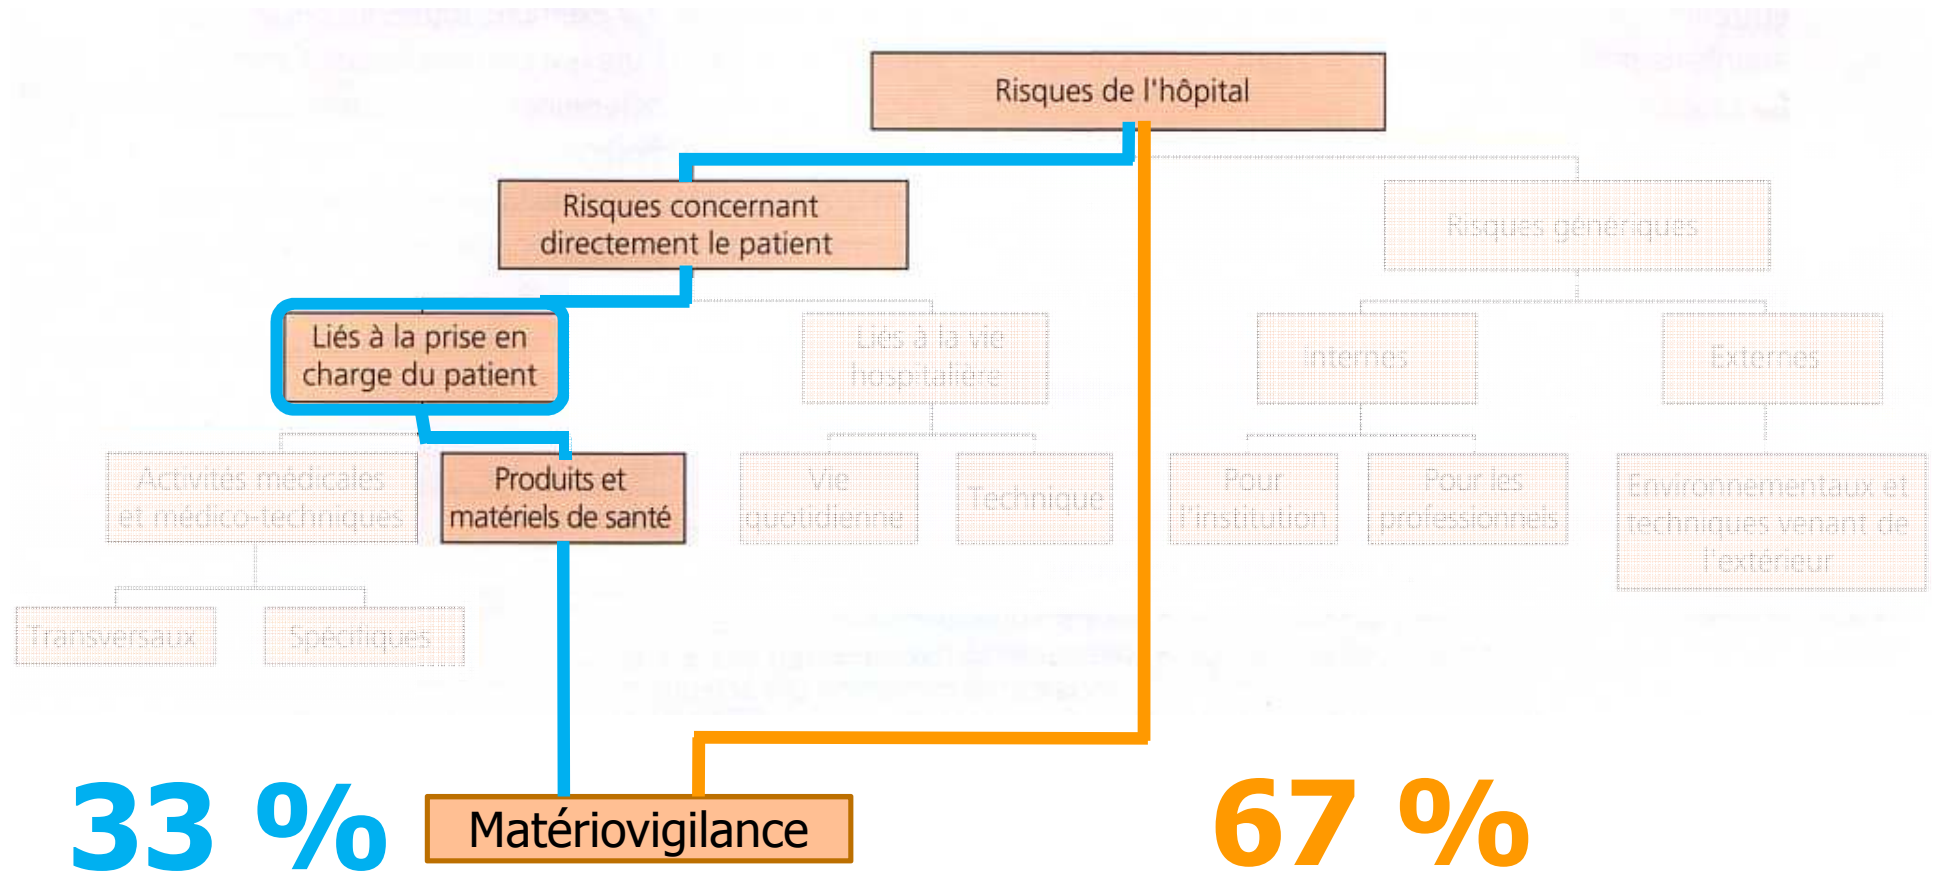 Risques de l'hôpital
Risques concernant
directement le patient
Risques génériques
Liés à la prise en
charge du patient
Liés à la vie
hospitalière
internes
Externes
Activités médicales
et médico-techniques
Produits et
matériels de santé
Vie
quotidienne
Technique
Pour
l'institution
Pour les
professionnels
Environnementaux et
techniques venant de
l'extérieur
Transversaux
Spécifiques
33 %
Matériovigilance
67 %